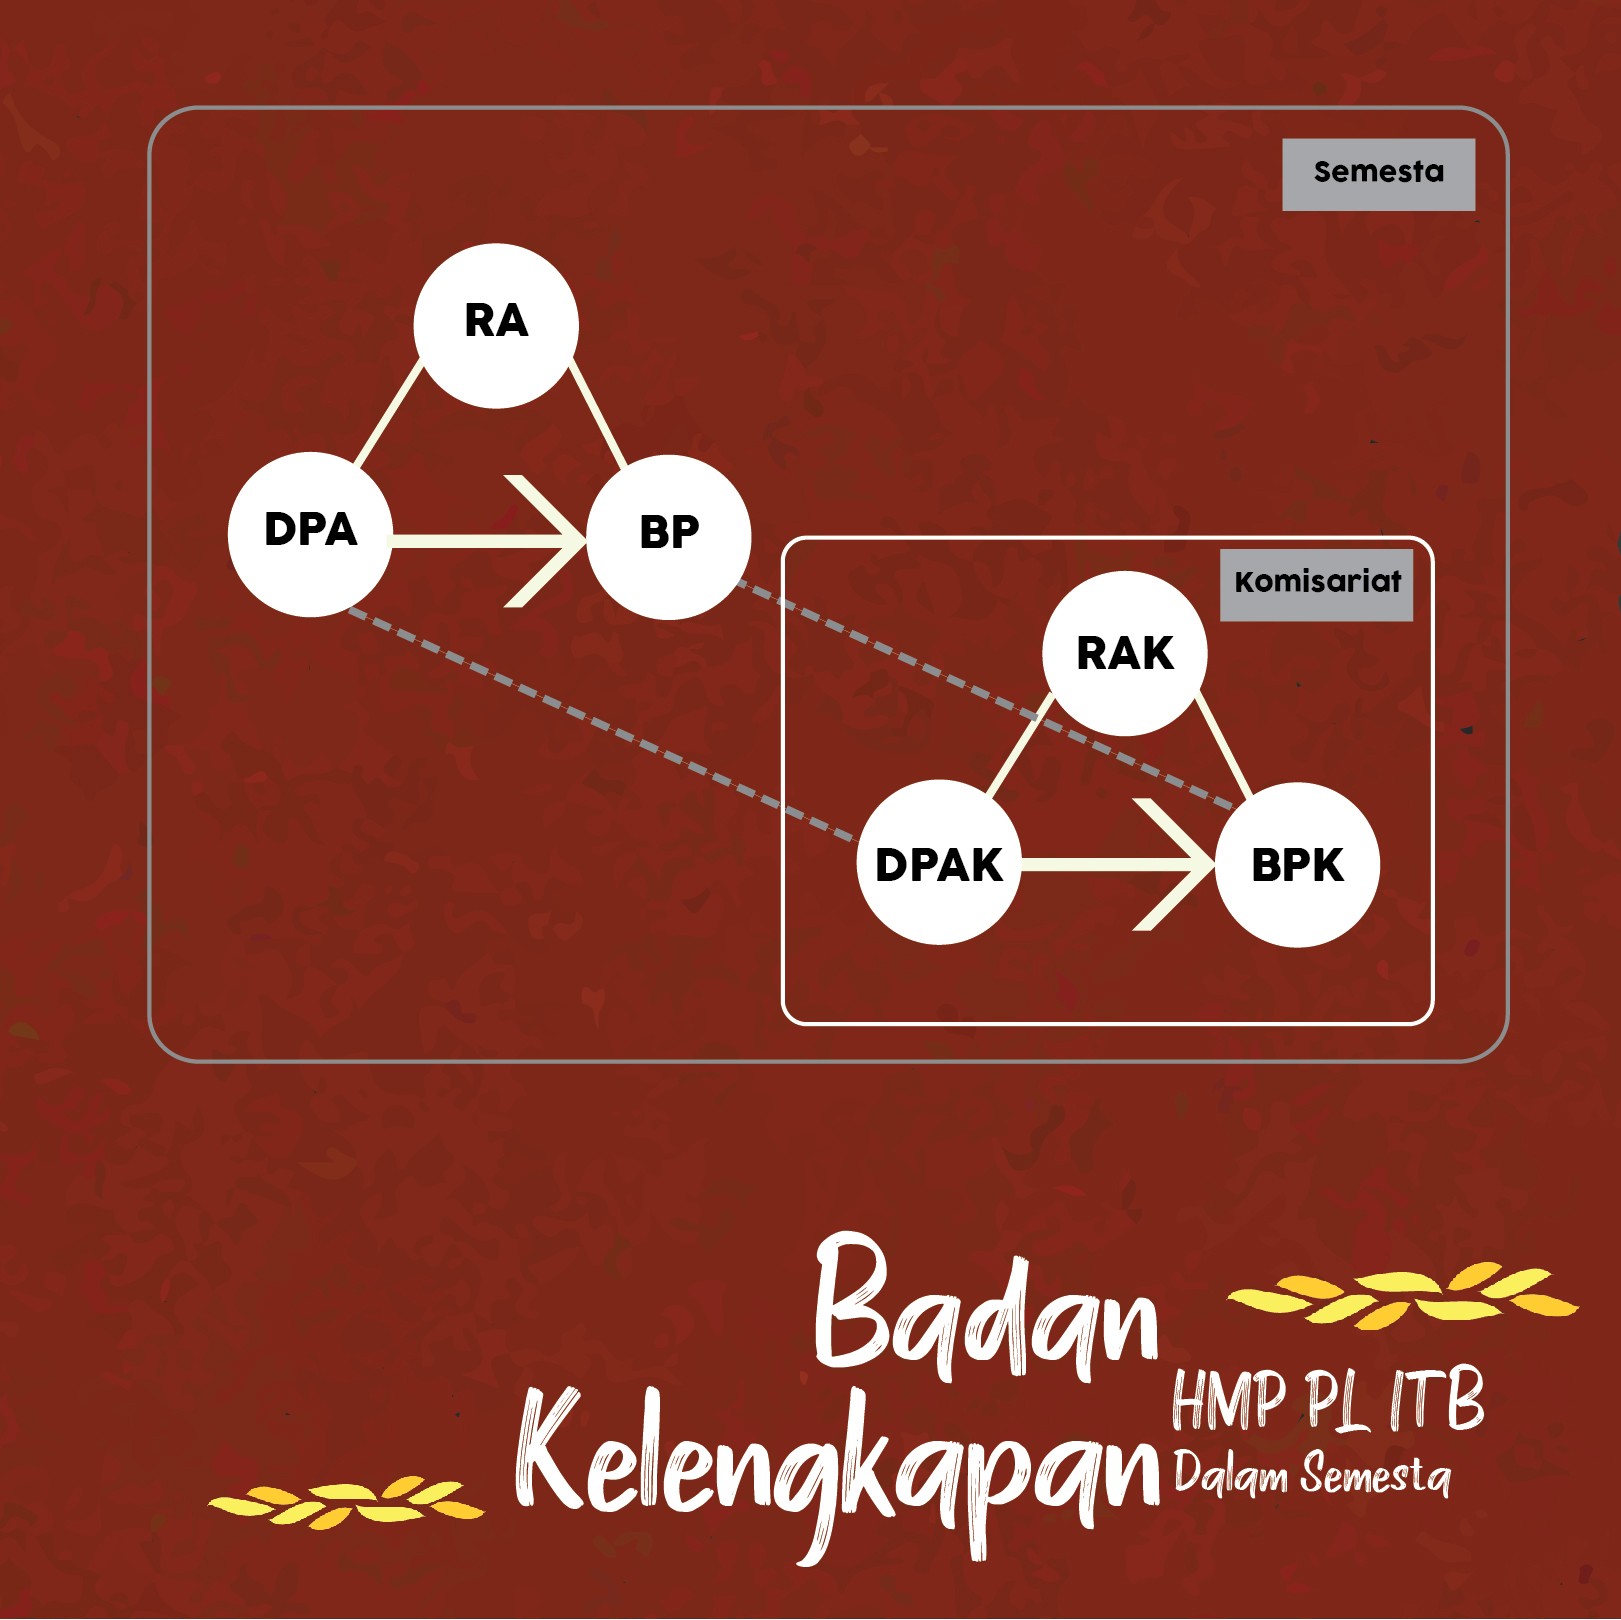 Semesta
RA
DPA
BP
Komisariat
RAK
DPAK
BPK
Badan
Kelengkapan
HMP PL ITB
Dalam Semesta